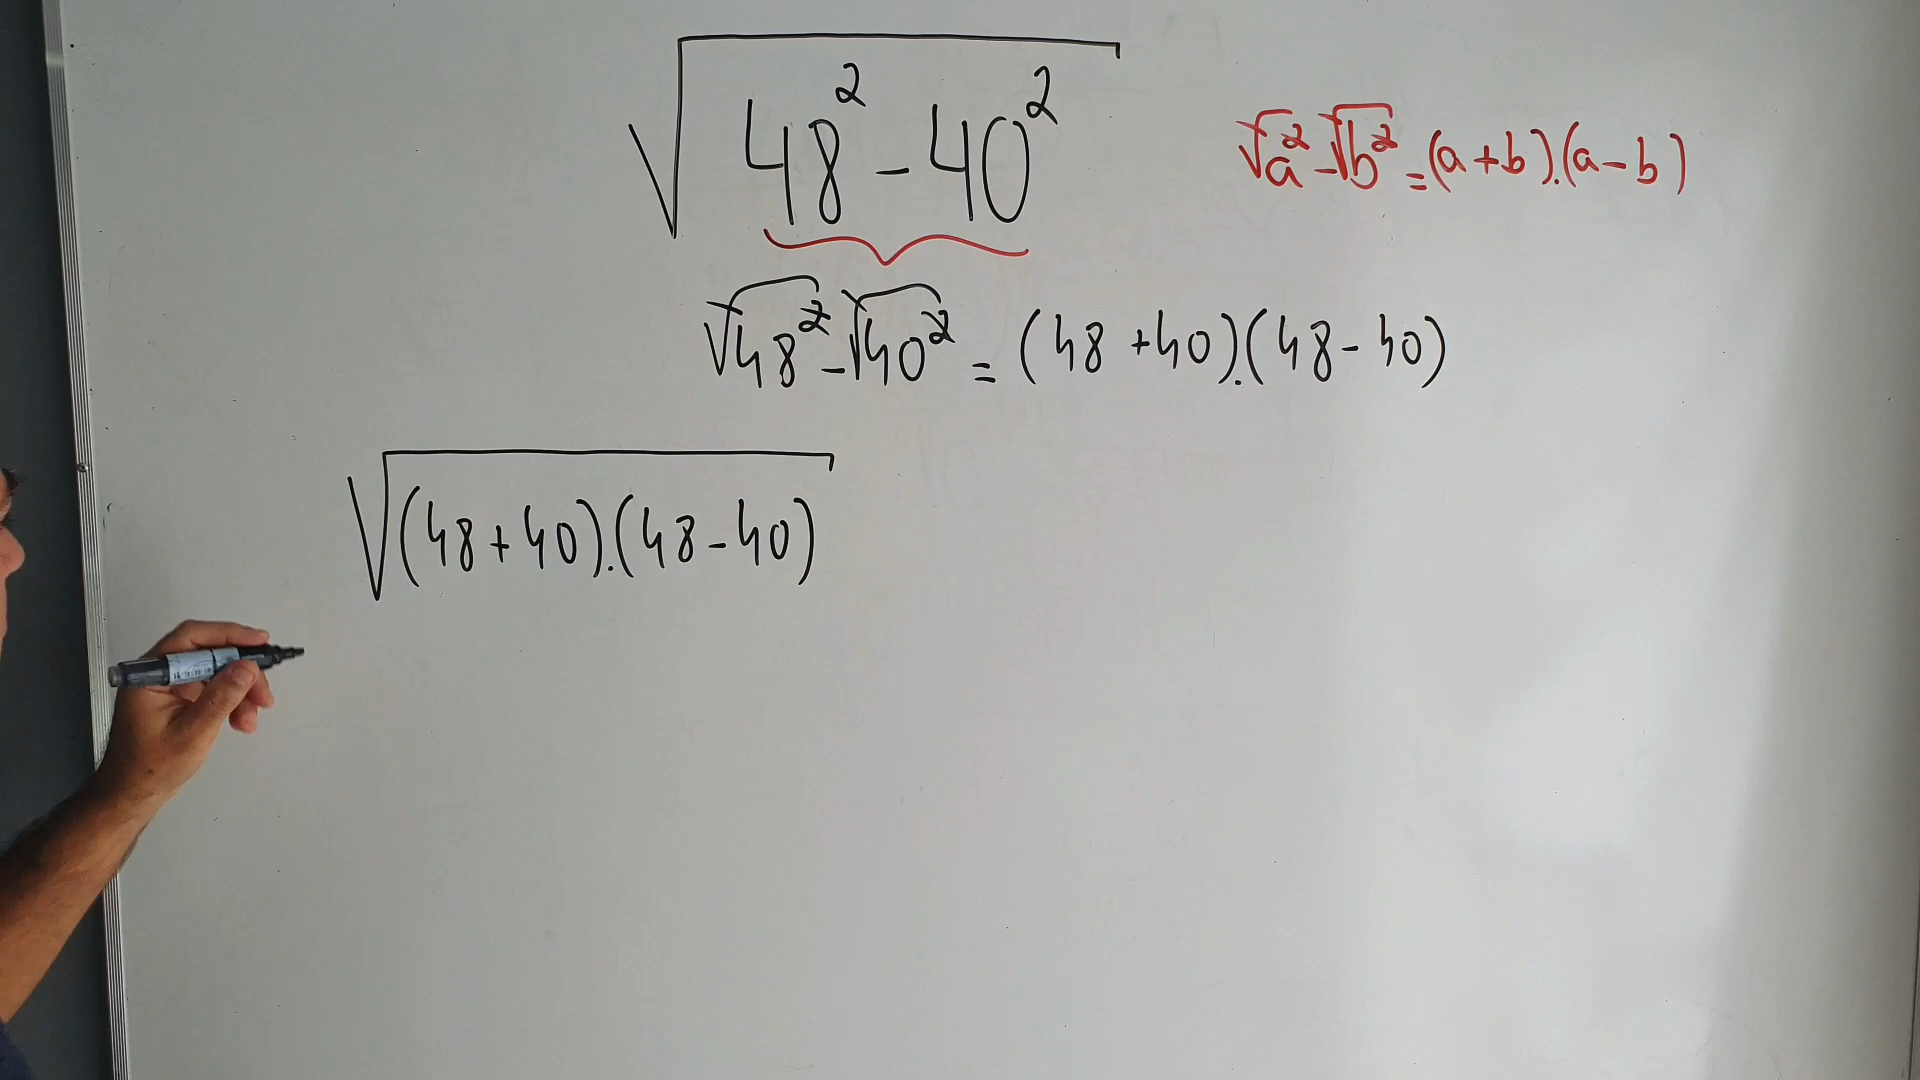 √(48² - 40²)
√a² - √b² = (a + b).(a - b)
√48² - √40² = (48 + 40).(48 - 40)
√((48 + 40).(48 - 40))